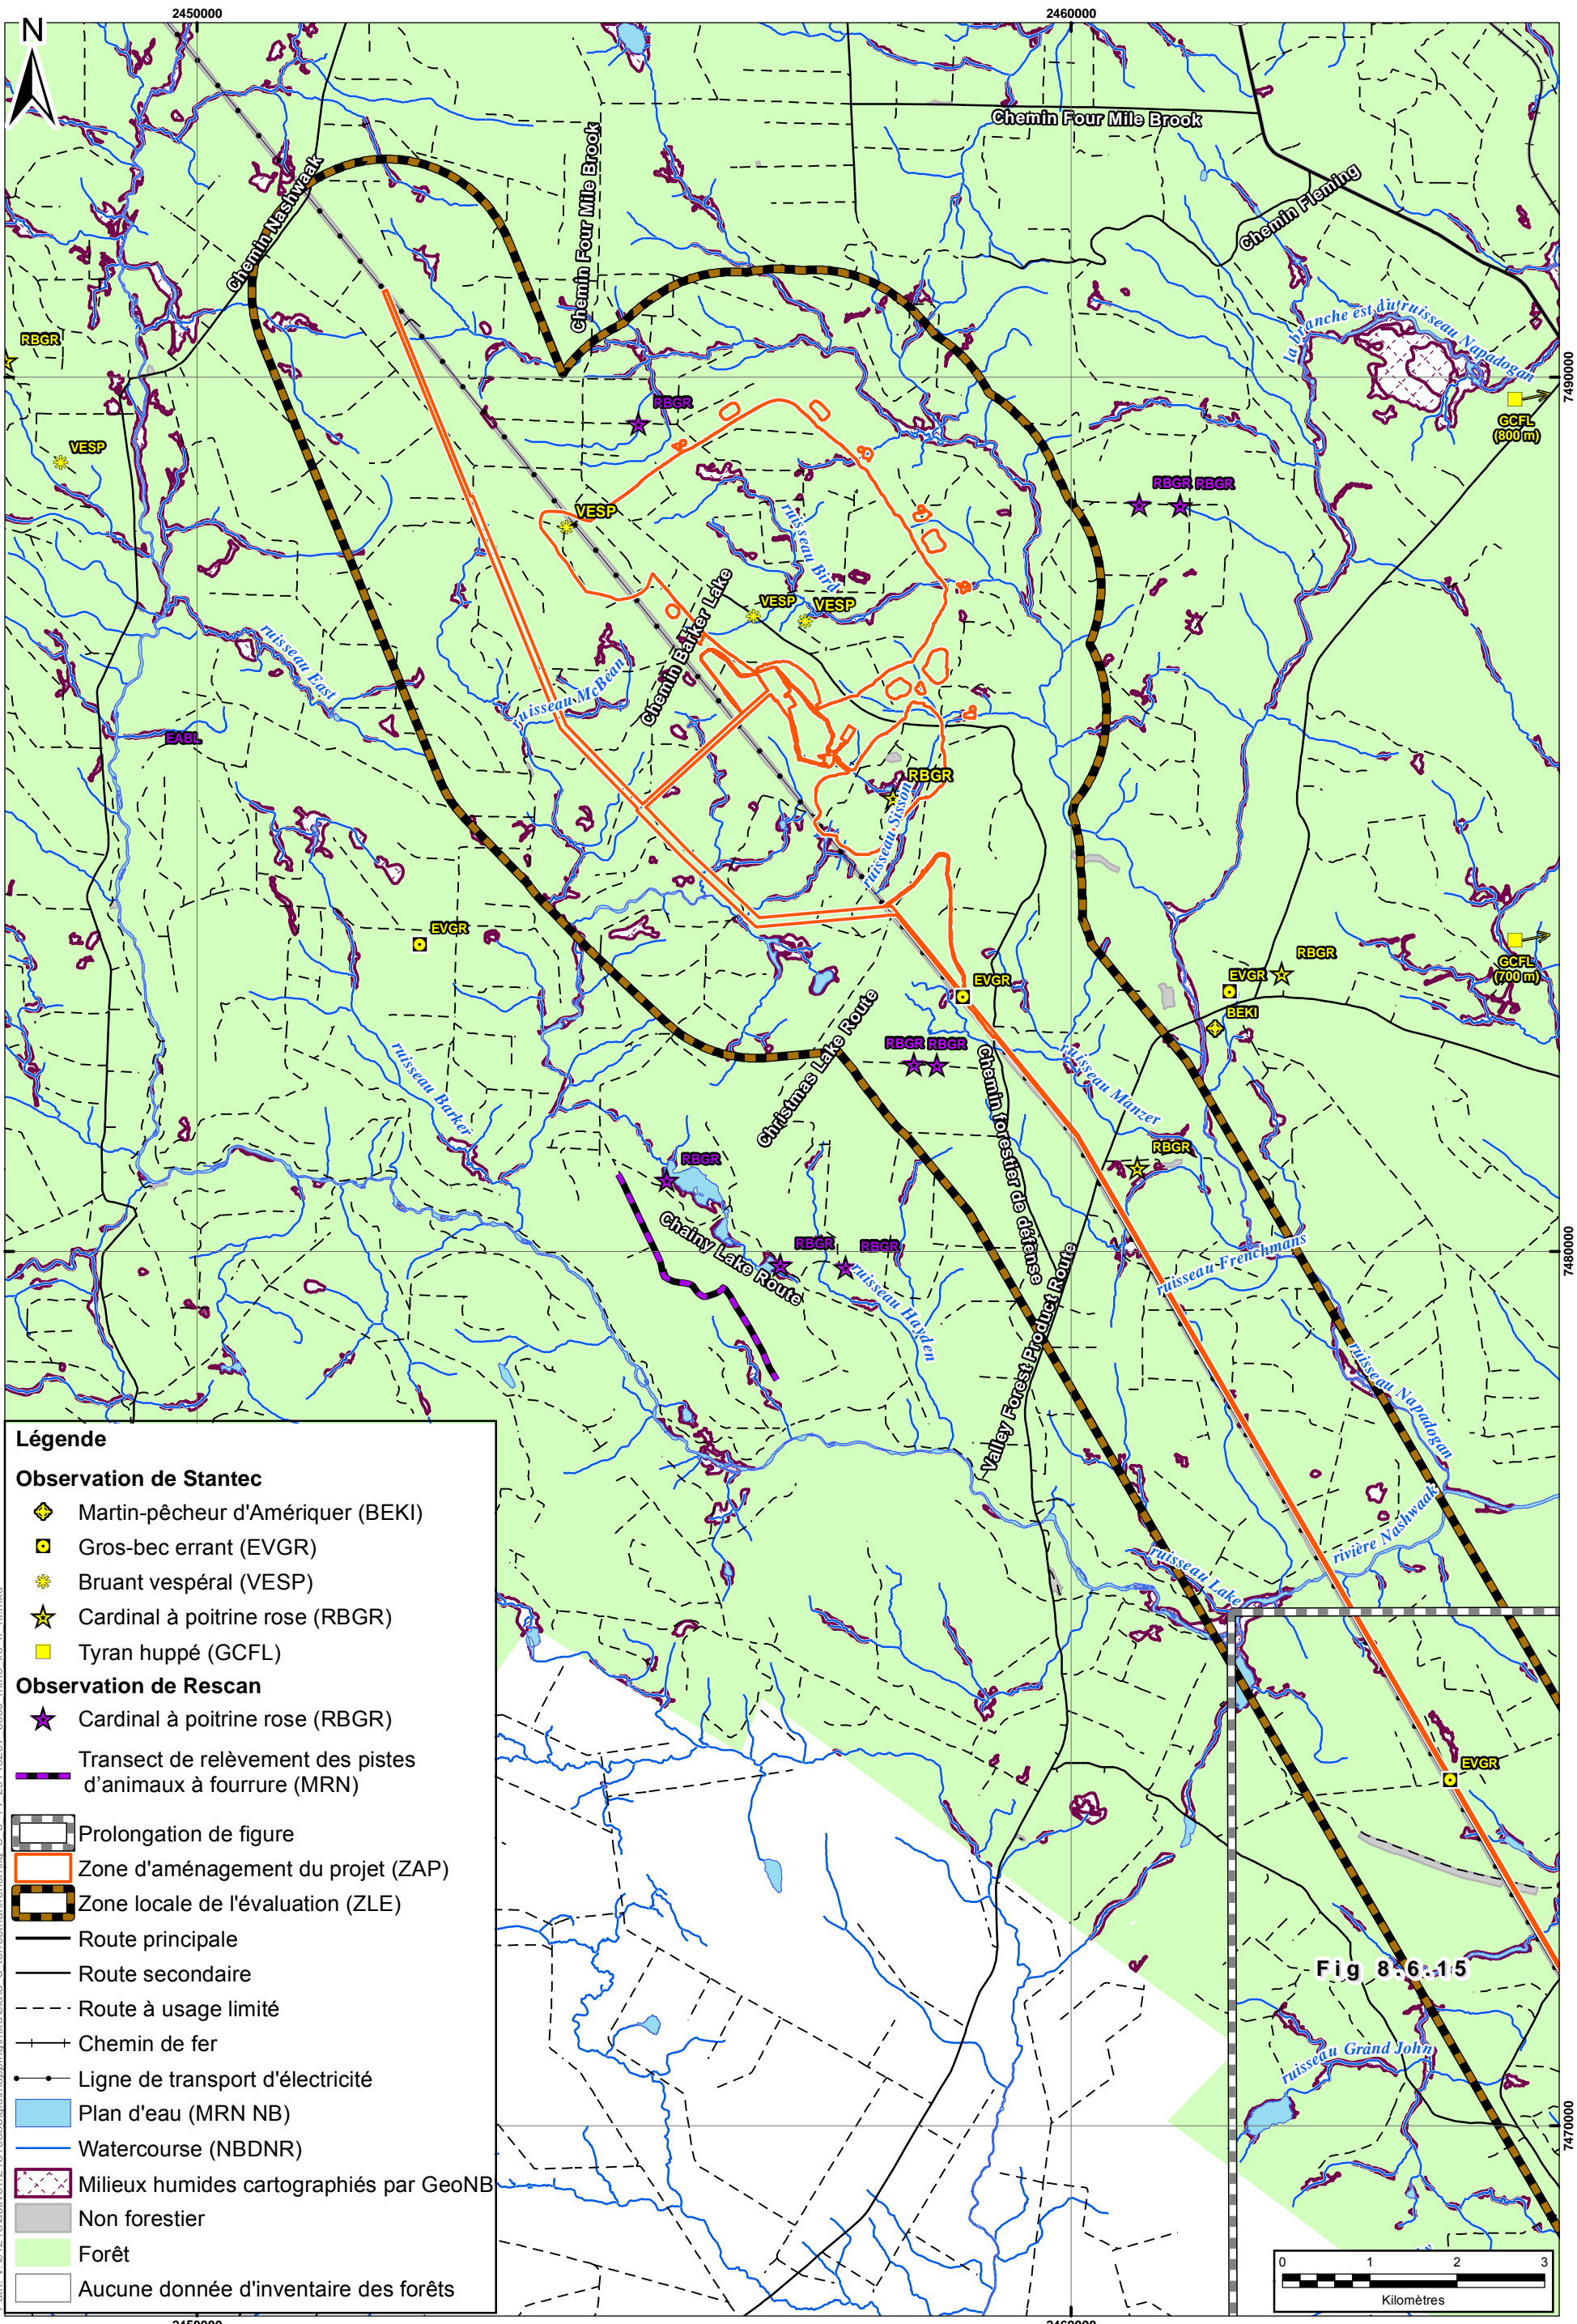 2450000
2460000
N
Chemin Four Mile Brook
Chemin Four Mile Brook
Chemin Fleming
Chemin Nashwaak
la branche est du ruisseau Napadogan
RBGR
7490000
GCFL
(800 m)
RBGR
VESP
RBGR RBGR
VESP
ruisseau Bird
VESP
VESP
Chemin Barker Lake
ruisseau East
ruisseau McBean
EABL
RBGR
ruisseau Sisson
EVGR
RBGR
EVGR
GCFL
(700 m)
EVGR
BEKI
Christmas Lake Route
RBGR RBGR
ruisseau Barker
Chemin forestier de défense
ruisseau Manzer
RBGR
RBGR
Chainy Lake Route
RBGR
RBGR
ruisseau Hayden
ruisseau Frenchmans
7480000
Valley Forest Product Route
ruisseau Napadogan
rivière Nashwaak
ruisseau Lake
EVGR
Fig 8.6.15
ruisseau Grand John
7470000
Légende
Observation de Stantec
Martin-pêcheur d'Amériquer (BEKI)
Gros-bec errant (EVGR)
Bruant vespéral (VESP)
Cardinal à poitrine rose (RBGR)
Tyran huppé (GCFL)
Observation de Rescan
Cardinal à poitrine rose (RBGR)
Transect de relèvement des pistes
d'animaux à fourrure (MRN)
Prolongation de figure
Zone d'aménagement du projet (ZAP)
Zone locale de l'évaluation (ZLE)
Route principale
Route secondaire
Route à usage limité
Chemin de fer
Ligne de transport d'électricité
Plan d'eau (MRN NB)
Watercourse (NBDNR)
Milieux humides cartographiés par GeoNB
Non forestier
Forêt
Aucune donnée d'inventaire des forêts
0 1 2 3
Kilomètres
2450000
2460000